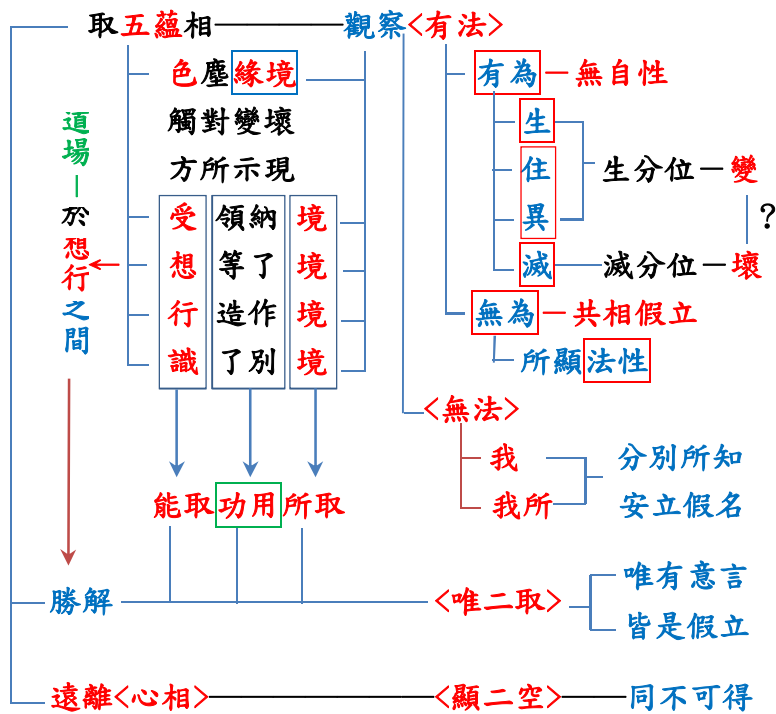 取五蘊相 觀察<有法>
色塵緣境
觸對變壞
方所示現
受 領納 境
想 等了 境
行 造作 境
識 了別 境
道場－於想行之間
有為－無自性
生
住
異
滅
生分位－變
？
滅分位－壞
無為－共相假立
所顯法性
<無法>
我 分別所知
我所 安立假名
能取功用所取
勝解 <唯二取>
唯有意言
皆是假立
遠離<心相> <顯二空> 同不可得